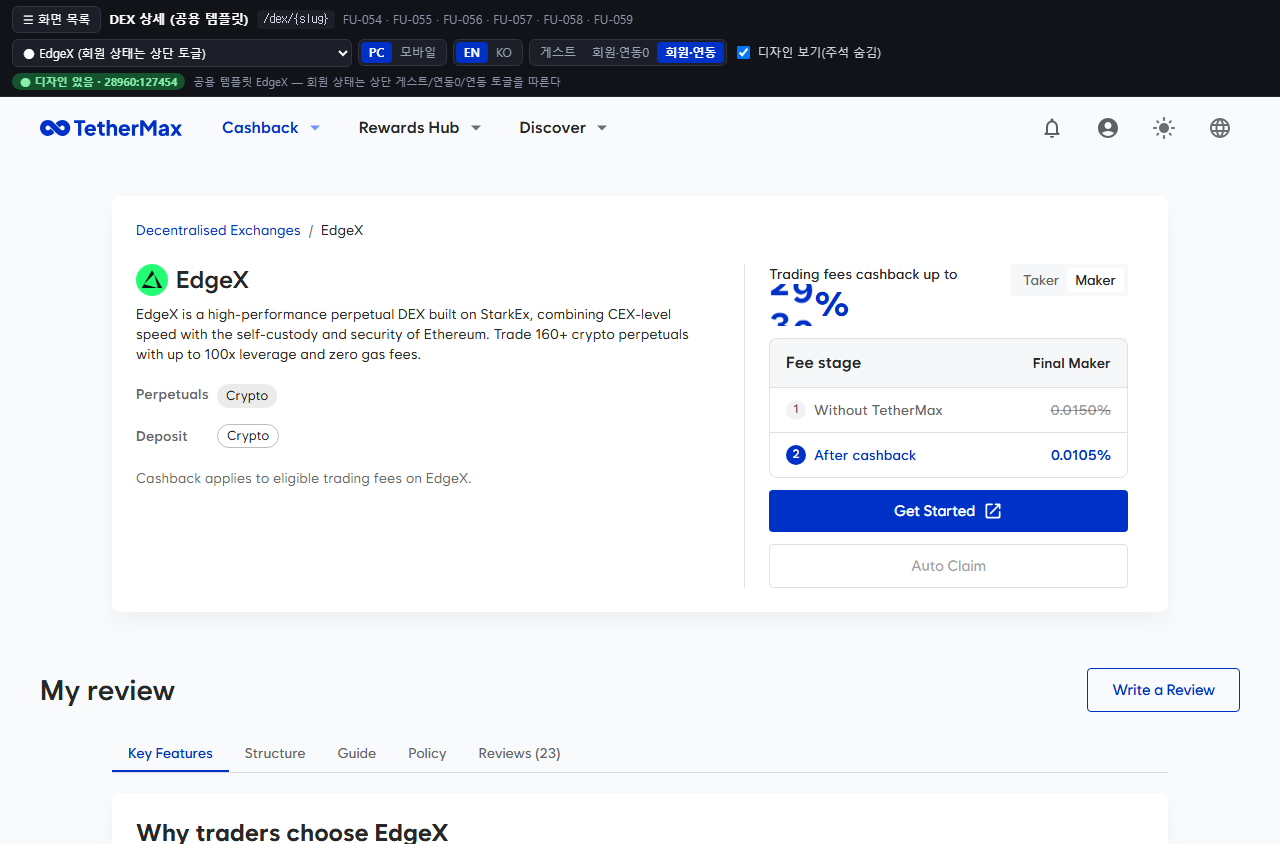 ☰ 화면 목록 DEX 상세 (공용 템플릿) /dex/{slug} FU-054 · FU-055 · FU-056 · FU-057 · FU-058 · FU-059
● EdgeX (회원 상태는 상단 토글) PC 모바일 EN KO 게스트 회원·연동0 회원·연동 디자인 보기(주석 숨김)
● 디자인 있음 · 28960:127454 공용 템플릿 EdgeX — 회원 상태는 상단 게스트/연동0/연동 토글을 따른다
TetherMax Cashback Rewards Hub Discover
Decentralised Exchanges / EdgeX
EdgeX
EdgeX is a high-performance perpetual DEX built on StarkEx, combining CEX-level
speed with the self-custody and security of Ethereum. Trade 160+ crypto perpetuals
with up to 100x leverage and zero gas fees.
Perpetuals Crypto
Deposit Crypto
Cashback applies to eligible trading fees on EdgeX.
Trading fees cashback up to
%
Taker Maker
Fee stage Final Maker
1 Without TetherMax 0.0150%
2 After cashback 0.0105%
Get Started
Auto Claim
My review
Write a Review
Key Features Structure Guide Policy Reviews (23)
Why traders choose EdgeX